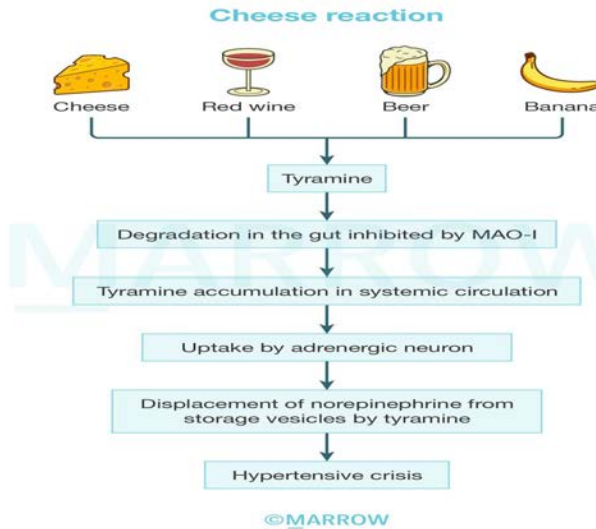 Cheese reaction
Cheese
Red wine
Beer
Banana
Tyramine
Degradation in the gut inhibited by MAO-I
Tyramine accumulation in systemic circulation
Uptake by adrenergic neuron
Displacement of norepinephrine from
storage vesicles by tyramine
Hypertensive crisis
©MARROW
MARROW